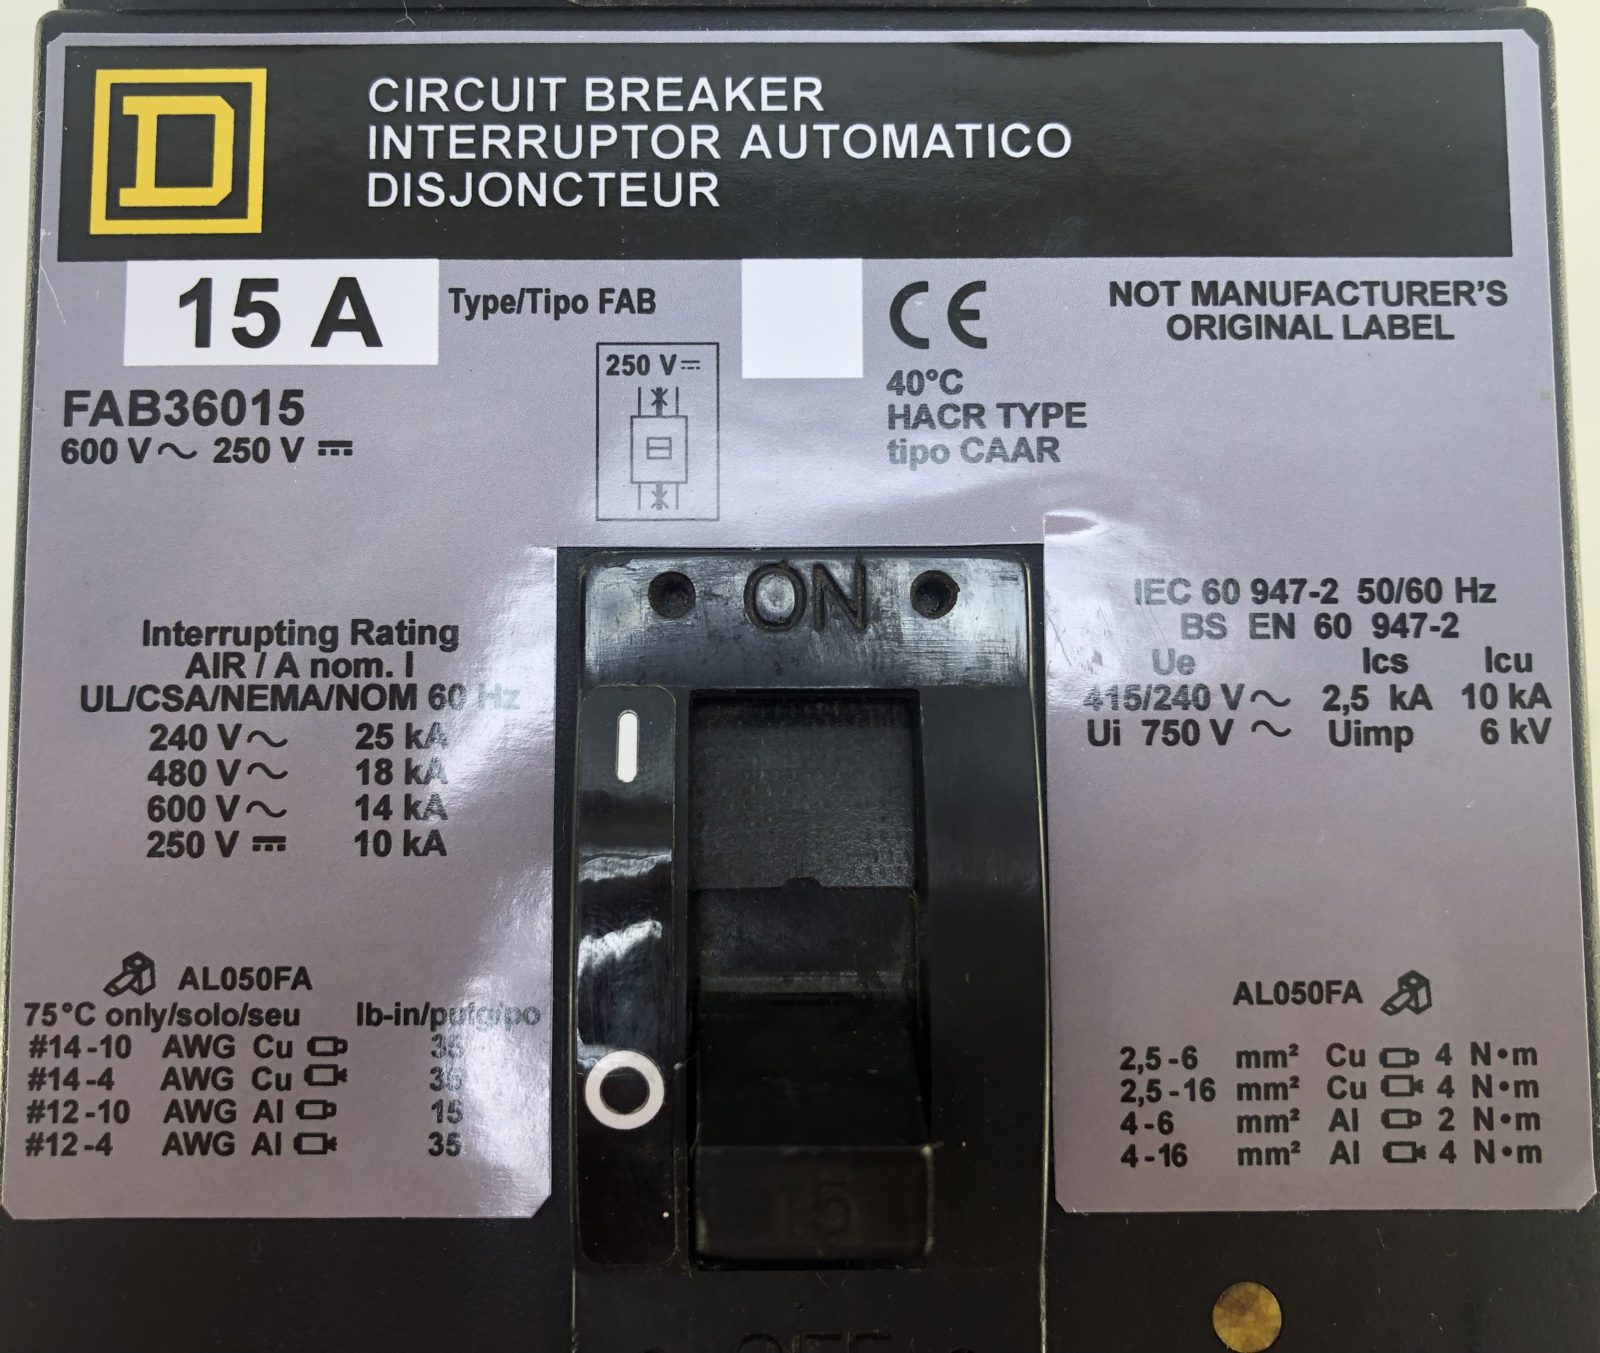 D
CIRCUIT BREAKER
INTERRUPTOR AUTOMATICO
DISJONCTEUR
15 A
Type/Tipo FAB
CE
NOT MANUFACTURER'S
ORIGINAL LABEL
FAB36015
600 V~ 250 V ⎓
250 V⎓
40°C
HACR TYPE
tipo CAAR
ON
Interrupting Rating
AIR / A nom. I
UL/CSA/NEMA/NOM 60 Hz
240 V~ 25 kA
480 V~ 18 kA
600 V~ 14 kA
250 V ⎓ 10 kA
IEC 60 947-2 50/60 Hz
BS EN 60 947-2
Ue Ics Icu
415/240 V~ 2,5 kA 10 kA
Ui 750 V ~ Uimp 6 kV
AL050FA
75°C only/solo/seu lb-in/pulg/po
#14-10 AWG Cu 35
#14-4 AWG Cu 35
#12-10 AWG Al 15
#12-4 AWG Al 35
AL050FA
2,5-6 mm² Cu 4 N•m
2,5-16 mm² Cu 4 N•m
4-6 mm² Al 2 N•m
4-16 mm² Al 4 N•m
15
OFF